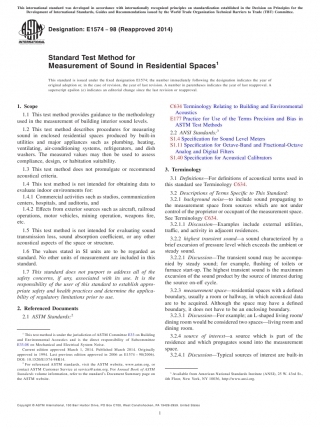 This international standard was developed in accordance with internationally recognized principles on standardization established in the Decision on Principles for the
Development of International Standards, Guides and Recommendations issued by the World Trade Organization Technical Barriers to Trade (TBT) Committee.
Designation: E1574 − 98 (Reapproved 2014)
Standard Test Method for
Measurement of Sound in Residential Spaces1
This standard is issued under the fixed designation E1574; the number immediately following the designation indicates the year of
original adoption or, in the case of revision, the year of last revision. A number in parentheses indicates the year of last reapproval. A
superscript epsilon (ε) indicates an editorial change since the last revision or reapproval.
1. Scope
1.1 This test method provides guidance to the methodology
used in the measurement of building interior sound levels.
1.2 This test method describes procedures for measuring
sound in enclosed residential spaces produced by built-in
utilities and major appliances such as plumbing, heating,
ventilating, air-conditioning systems, refrigerators, and dish
washers. The measured values may then be used to assess
compliance, design, or habitation suitability.
1.3 This test method does not promulgate or recommend
acoustical criteria.
1.4 This test method is not intended for obtaining data to
evaluate indoor environments for:
1.4.1 Commercial activities such as studios, communication
centers, hospitals, and auditoria, and
1.4.2 Effects from exterior sources such as aircraft, railroad
operations, motor vehicles, mining operation, weapons fire,
etc.
1.5 This test method is not intended for evaluating sound
transmission loss, sound absorption coefficient, or any other
acoustical aspects of the space or structure.
1.6 The values stated in SI units are to be regarded as
standard. No other units of measurement are included in this
standard.
1.7 This standard does not purport to address all of the
safety concerns, if any, associated with its use. It is the
responsibility of the user of this standard to establish appro-
priate safety and health practices and determine the applica-
bility of regulatory limitations prior to use.
2. Referenced Documents
2.1 ASTM Standards:2
1 This test method is under the jurisdiction of ASTM Committee E33 on Building
and Environmental Acoustics and is the direct responsibility of Subcommittee
E33.08 on Mechanical and Electrical System Noise.
Current edition approved March 1, 2014. Published March 2014. Originally
approved in 1994. Last previous edition approved in 2006 as E1574 – 98(2006).
DOI: 10.1520/E1574-98R14.
2 For referenced ASTM standards, visit the ASTM website, www.astm.org, or
contact ASTM Customer Service at service@astm.org. For Annual Book of ASTM
Standards volume information, refer to the standard's Document Summary page on
the ASTM website.
C634 Terminology Relating to Building and Environmental
Acoustics
E177 Practice for Use of the Terms Precision and Bias in
ASTM Test Methods
2.2 ANSI Standards:3
S1.4 Specification for Sound Level Meters
S1.11 Specification for Octave-Band and Fractional-Octave
Analog and Digital Filters
S1.40 Specification for Acoustical Calibrators
3. Terminology
3.1 Definitions—For definitions of acoustical terms used in
this standard see Terminology C634.
3.2 Descriptions of Terms Specific to This Standard:
3.2.1 background noise—to include sound propagating to
the measurement space from sources which are not under
control of the proprietor or occupant of the measurement space.
See Terminology C634.
3.2.1.1 Discussion—Examples include external utilities,
traffic, and activity in adjacent residences.
3.2.2 highest transient sound—a sound characterized by a
brief excursion of pressure level which exceeds the ambient or
steady sound.
3.2.2.1 Discussion—The transient sound may be accompa-
nied by steady sound; for example, flushing of toilets or
furnace start-up. The highest transient sound is the maximum
excursion of the sound product by the source of interest during
the source on-off cycle.
3.2.3 measurement space—residential spaces with a defined
boundary, usually a room or hallway, in which acoustical data
are to be acquired. Although the space may have a defined
boundary, it does not have to be an enclosing boundary.
3.2.3.1 Discussion—For example; an L-shaped living room/
dining room would be considered two spaces—living room and
dining room.
3.2.4 source of interest—a source which is part of the
residence and which propagates sound into the measurement
space.
3.2.4.1 Discussion—Typical sources of interest are built-in
3 Available from American National Standards Institute (ANSI), 25 W. 43rd St.,
4th Floor, New York, NY 10036, http://www.ansi.org.
Copyright © ASTM International, 100 Barr Harbor Drive, PO Box C700, West Conshohocken, PA 19428-2959. United States
1